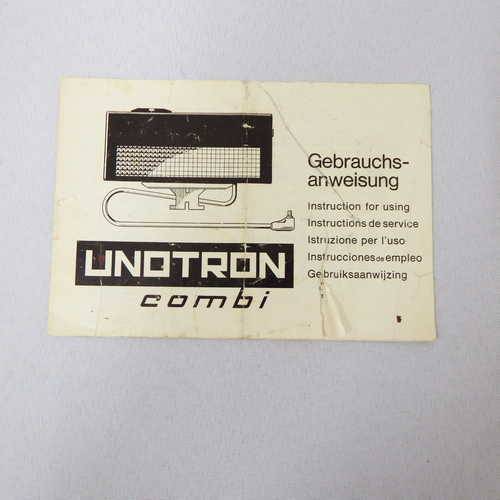 Gebrauchs-
anweisung
Instruction for using
Instructions de service
Istruzione per l'uso
Instrucciones de empleo
Gebruiksaanwijzing
UNOTRON
combi